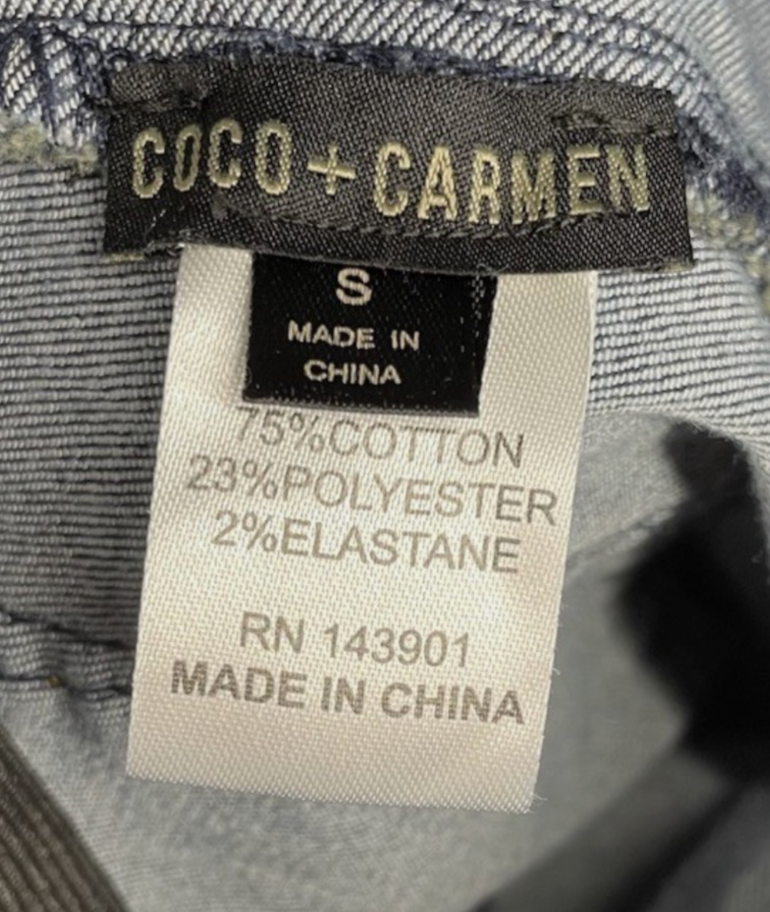 COCO+CARMEN
S
MADE IN
CHINA
75%COTTON
23%POLYESTER
2%ELASTANE
RN 143901
MADE IN CHINA